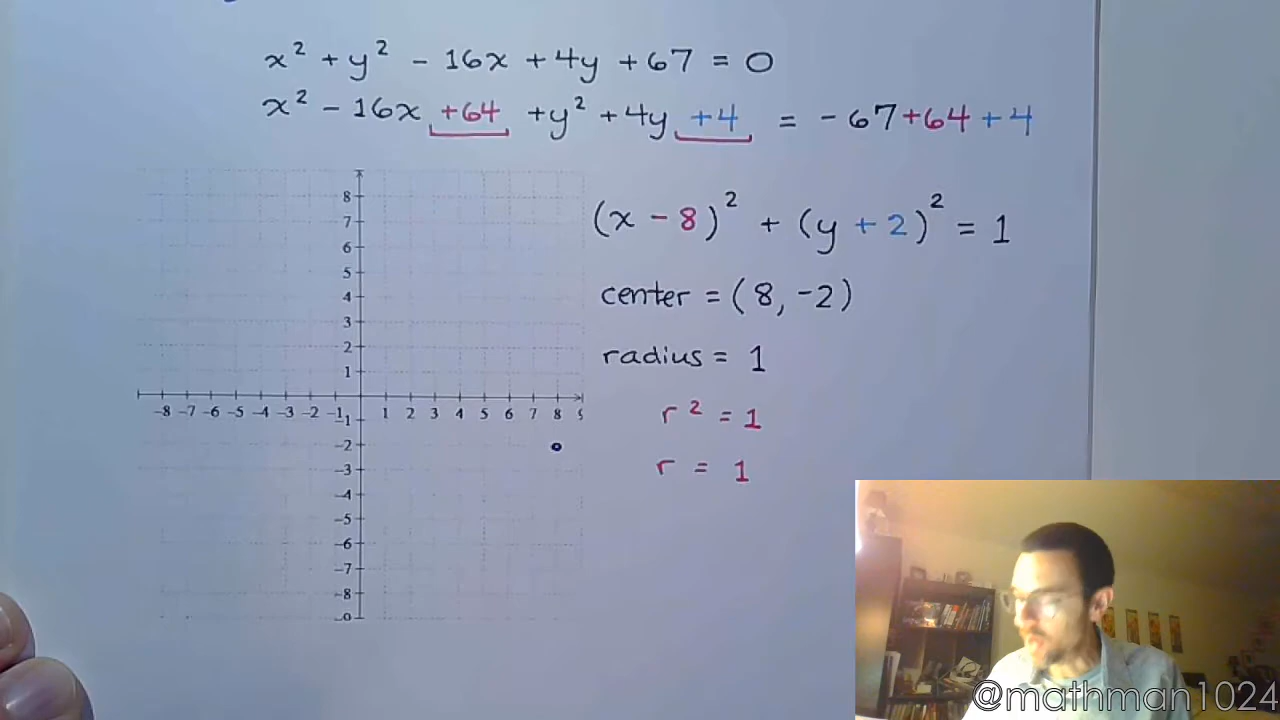 x² + y² - 16x + 4y + 67 = 0
x² - 16x +64 + y² + 4y +4 = -67+64+4
(x - 8)² + (y + 2)² = 1
center = (8, -2)
radius = 1
r² = 1
r = 1
8
7
6
5
4
3
2
1
-8 -7 -6 -5 -4 -3 -2 -1 1 2 3 4 5 6 7 8
-1
-2
-3
-4
-5
-6
-7
-8
@mathman1024